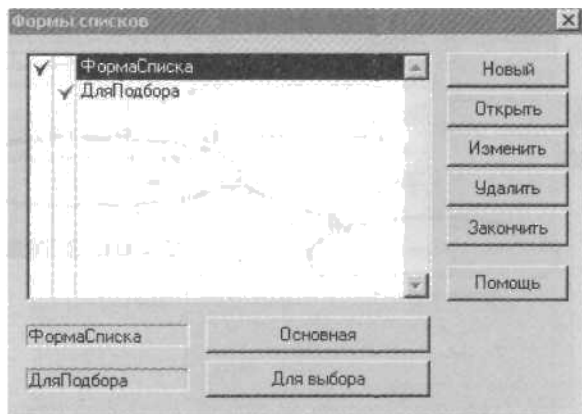 Формы списков
ФормаСписка
ДляПодбора
Новый
Открыть
Изменить
Удалить
Закончить
Помощь
ФормаСписка
Основная
ДляПодбора
Для выбора